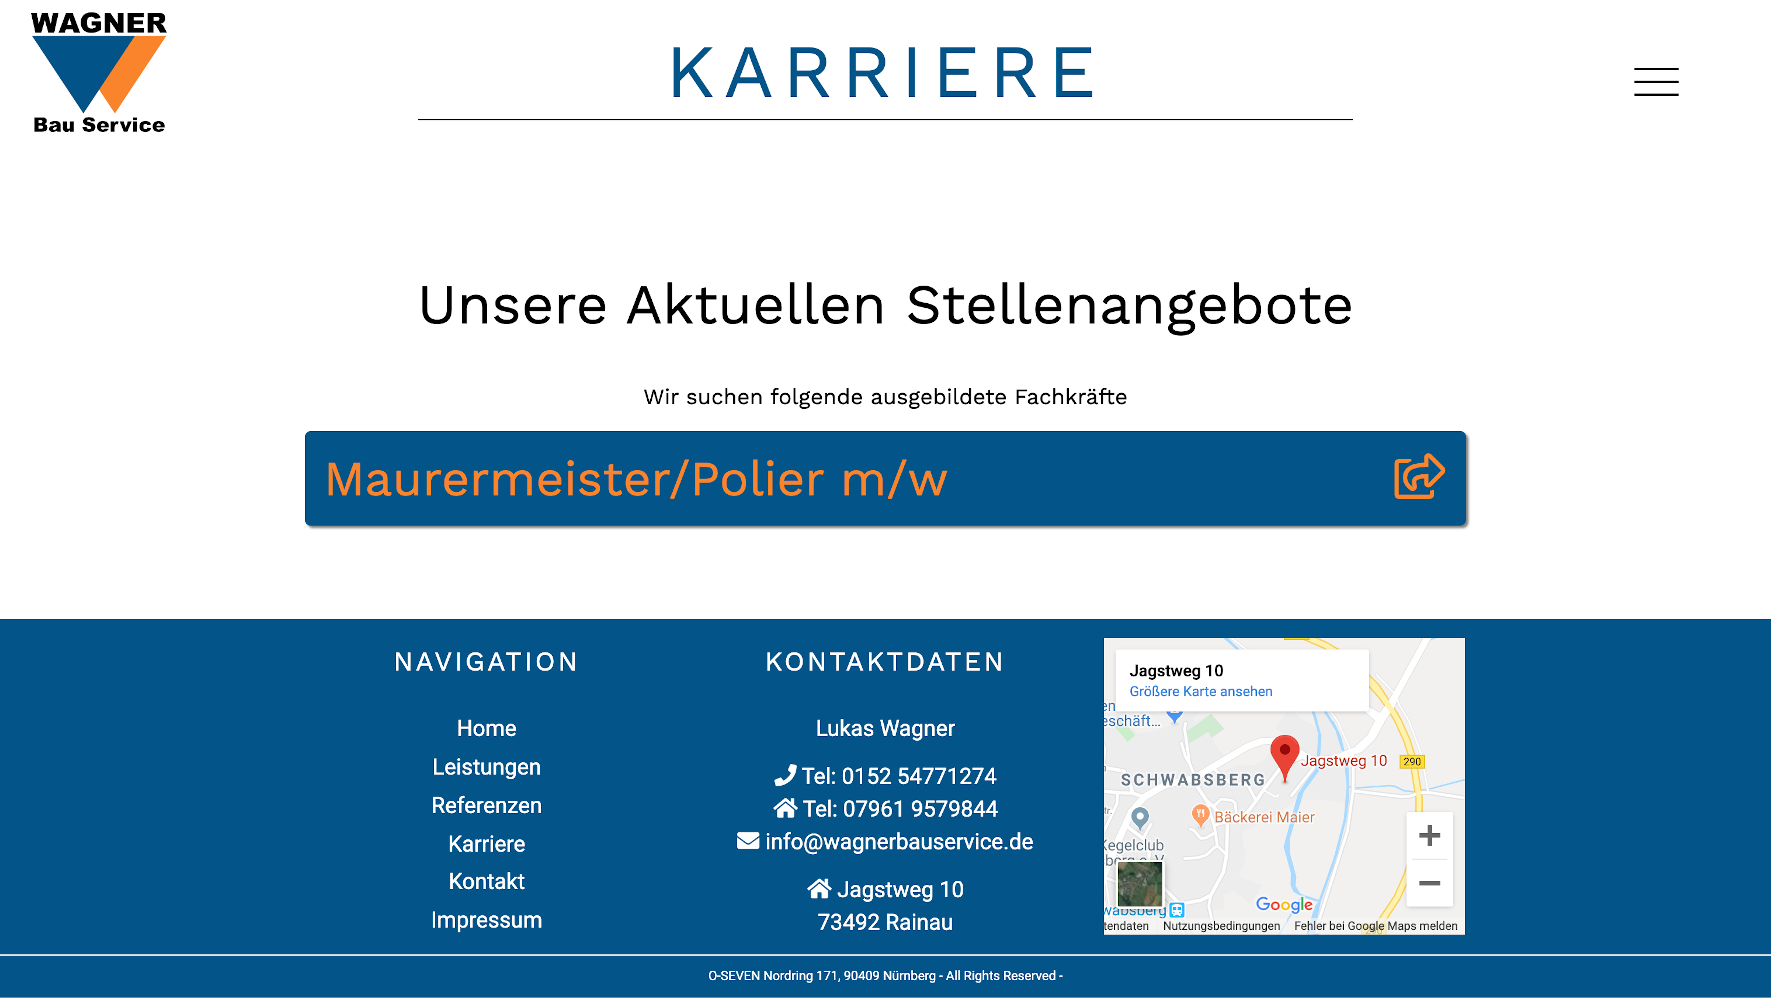 WAGNER
Bau Service
KARRIERE
Unsere Aktuellen Stellenangebote
Wir suchen folgende ausgebildete Fachkräfte
Maurermeister/Polier m/w
NAVIGATION
Home
Leistungen
Referenzen
Karriere
Kontakt
Impressum
KONTAKTDATEN
Lukas Wagner
Tel: 0152 54771274
Tel: 07961 9579844
info@wagnerbauservice.de
Jagstweg 10
73492 Rainau
Jagstweg 10
Größere Karte ansehen
en
eschäft...
Jagstweg 10
290
SCHWABSBERG
Bäckerei Maier
Kegelclub
Google
tendaten Nutzungsbedingungen Fehler bei Google Maps melden
O-SEVEN Nordring 171, 90409 Nürnberg - All Rights Reserved -